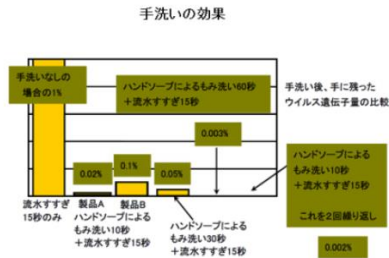 手洗いの効果
手洗いなしの
場合の1%
ハンドソープによるもみ洗い60秒
+流水すすぎ15秒
手洗い後、手に残った
ウイルス遺伝子量の比較
0.003%
0.02%
0.1%
0.05%
ハンドソープによる
もみ洗い10秒
+流水すすぎ15秒
これを2回繰り返し
0.002%
流水すすぎ
15秒のみ
製品A
製品B
ハンドソープによる
もみ洗い10秒
+流水すすぎ15秒
ハンドソープによる
もみ洗い30秒
+流水すすぎ15秒